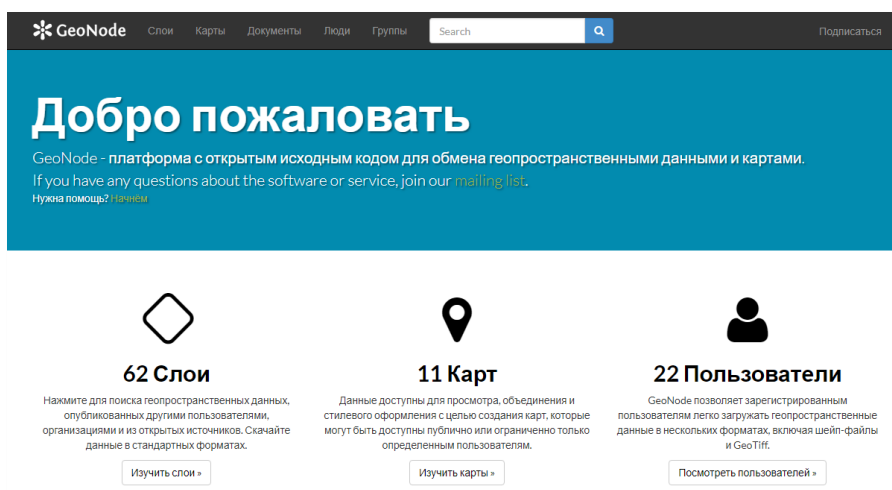 GeoNode Слои Карты Документы Люди Группы Search Подписаться
Добро пожаловать
GeoNode - платформа с открытым исходным кодом для обмена геопространственными данными и картами.
If you have any questions about the software or service, join our mailing list.
Нужна помощь? Начнём
62 Слои
Нажмите для поиска геопространственных данных,
опубликованных другими пользователями,
организациями и из открытых источников. Скачайте
данные в стандартных форматах.
Изучить слои »
11 Карт
Данные доступны для просмотра, объединения и
стилевого оформления с целью создания карт, которые
могут быть доступны публично или ограниченно только
определенным пользователям.
Изучить карты »
22 Пользователи
GeoNode позволяет зарегистрированным
пользователям легко загружать геопространственные
данные в нескольких форматах, включая шейп-файлы
и GeoTiff.
Посмотреть пользователей »